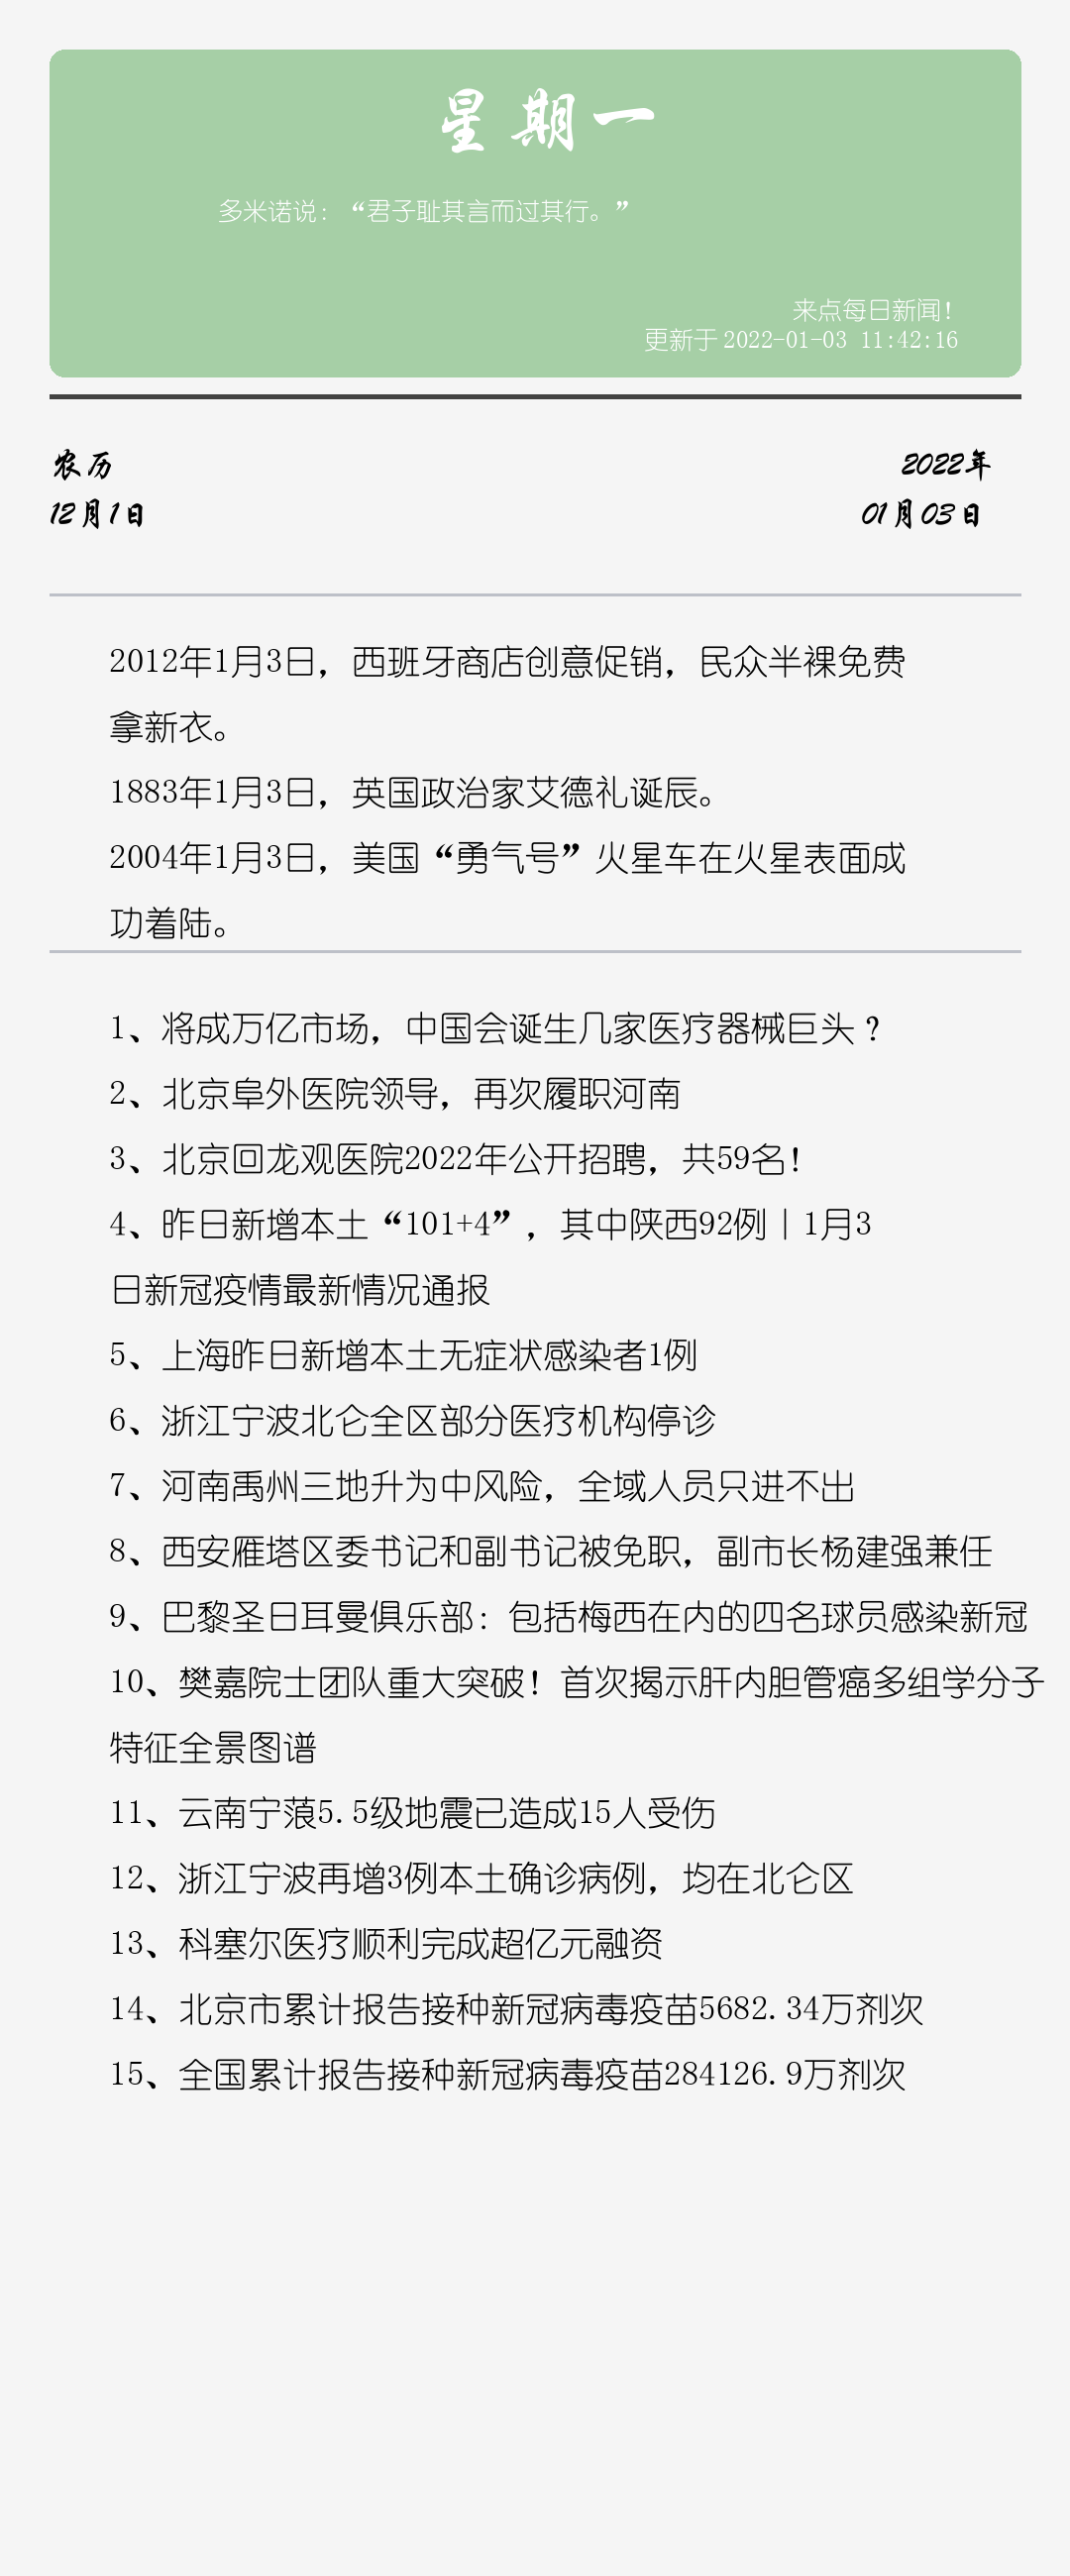 星期一
多米诺说：“君子耻其言而过其行。”
来点每日新闻！
更新于2022-01-03 11:42:16
农历
12月1日
2022年
01月03日
2012年1月3日，西班牙商店创意促销，民众半裸免费
拿新衣。
1883年1月3日，英国政治家艾德礼诞辰。
2004年1月3日，美国“勇气号”火星车在火星表面成
功着陆。
1、将成万亿市场，中国会诞生几家医疗器械巨头？
2、北京阜外医院领导，再次履职河南
3、北京回龙观医院2022年公开招聘，共59名！
4、昨日新增本土“101+4”，其中陕西92例｜1月3
日新冠疫情最新情况通报
5、上海昨日新增本土无症状感染者1例
6、浙江宁波北仑全区部分医疗机构停诊
7、河南禹州三地升为中风险，全域人员只进不出
8、西安雁塔区委书记和副书记被免职，副市长杨建强兼任
9、巴黎圣日耳曼俱乐部：包括梅西在内的四名球员感染新冠
10、樊嘉院士团队重大突破！首次揭示肝内胆管癌多组学分子
特征全景图谱
11、云南宁蒗5.5级地震已造成15人受伤
12、浙江宁波再增3例本土确诊病例，均在北仑区
13、科塞尔医疗顺利完成超亿元融资
14、北京市累计报告接种新冠病毒疫苗5682.34万剂次
15、全国累计报告接种新冠病毒疫苗284126.9万剂次